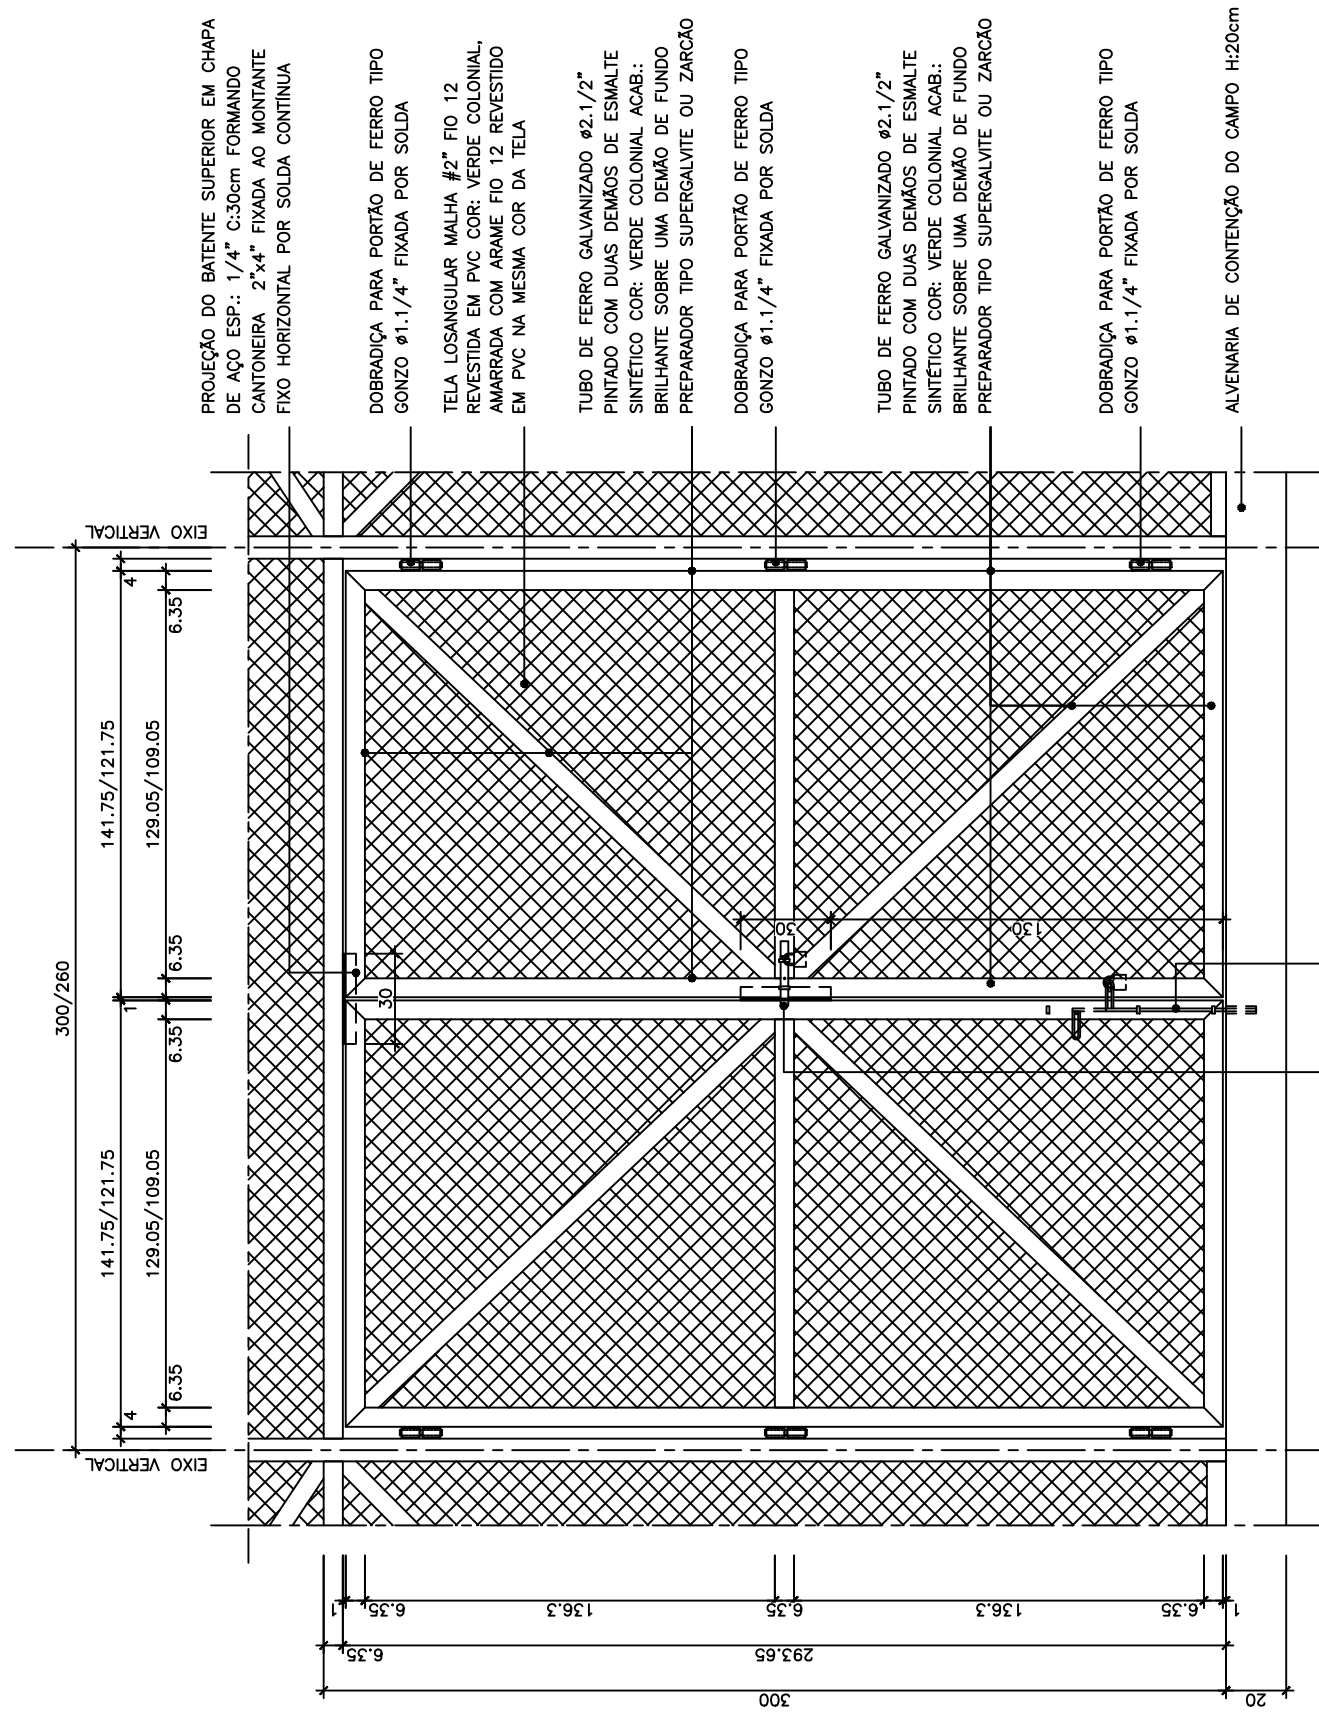 PROJEÇÃO DO BATENTE SUPERIOR EM CHAPA
DE AÇO ESP.: 1/4" C:30cm FORMANDO
CANTONEIRA 2"x4" FIXADA AO MONTANTE
FIXO HORIZONTAL POR SOLDA CONTÍNUA
DOBRADIÇA PARA PORTÃO DE FERRO TIPO
GONZO ø1.1/4" FIXADA POR SOLDA
TELA LOSANGULAR MALHA #2" FIO 12
REVESTIDA EM PVC COR: VERDE COLONIAL,
AMARRADA COM ARAME FIO 12 REVESTIDO
EM PVC NA MESMA COR DA TELA
TUBO DE FERRO GALVANIZADO ø2.1/2"
PINTADO COM DUAS DEMÃOS DE ESMALTE
SINTÉTICO COR: VERDE COLONIAL ACAB.:
BRILHANTE SOBRE UMA DEMÃO DE FUNDO
PREPARADOR TIPO SUPERGALVITE OU ZARCÃO
DOBRADIÇA PARA PORTÃO DE FERRO TIPO
GONZO ø1.1/4" FIXADA POR SOLDA
TUBO DE FERRO GALVANIZADO ø2.1/2"
PINTADO COM DUAS DEMÃOS DE ESMALTE
SINTÉTICO COR: VERDE COLONIAL ACAB.:
BRILHANTE SOBRE UMA DEMÃO DE FUNDO
PREPARADOR TIPO SUPERGALVITE OU ZARCÃO
DOBRADIÇA PARA PORTÃO DE FERRO TIPO
GONZO ø1.1/4" FIXADA POR SOLDA
ALVENARIA DE CONTENÇÃO DO CAMPO H:20cm
EIXO VERTICAL
EIXO VERTICAL
300/260
4
141.75/121.75
1
141.75/121.75
4
6.35
129.05/109.05
6.35
6.35
129.05/109.05
6.35
30
30
130
1
6.35
136.3
6.35
136.3
6.35
1
6.35
293.65
300
20